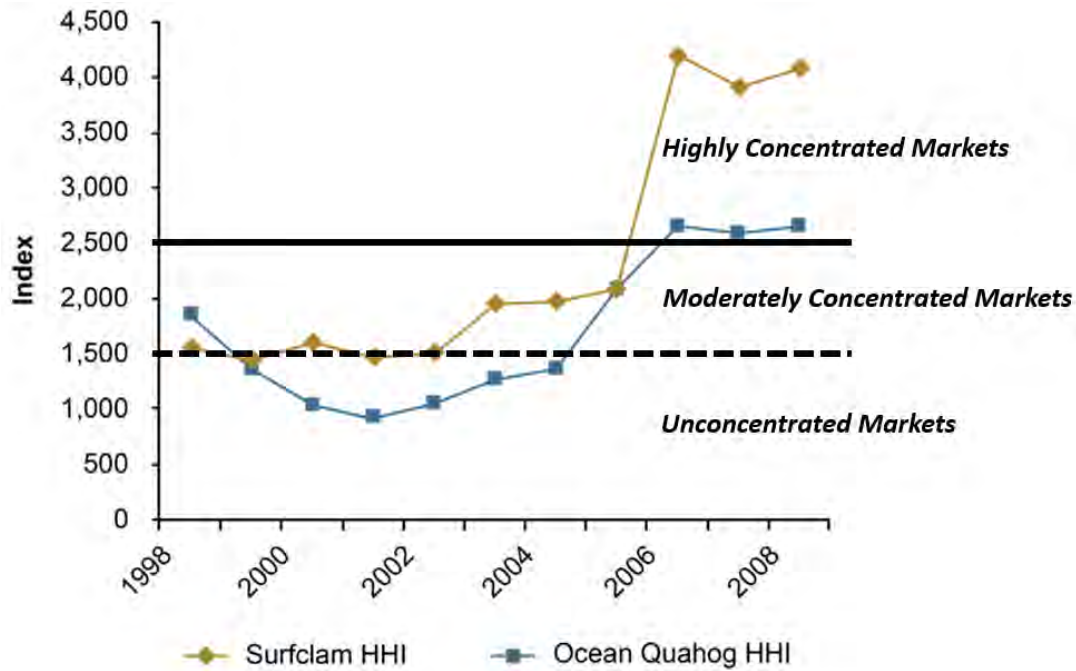 4,500
4,000
3,500
3,000
2,500
2,000
1,500
1,000
500
0
Index
Highly Concentrated Markets
Moderately Concentrated Markets
Unconcentrated Markets
1998
2000
2002
2004
2006
2008
Surfclam HHI
Ocean Quahog HHI